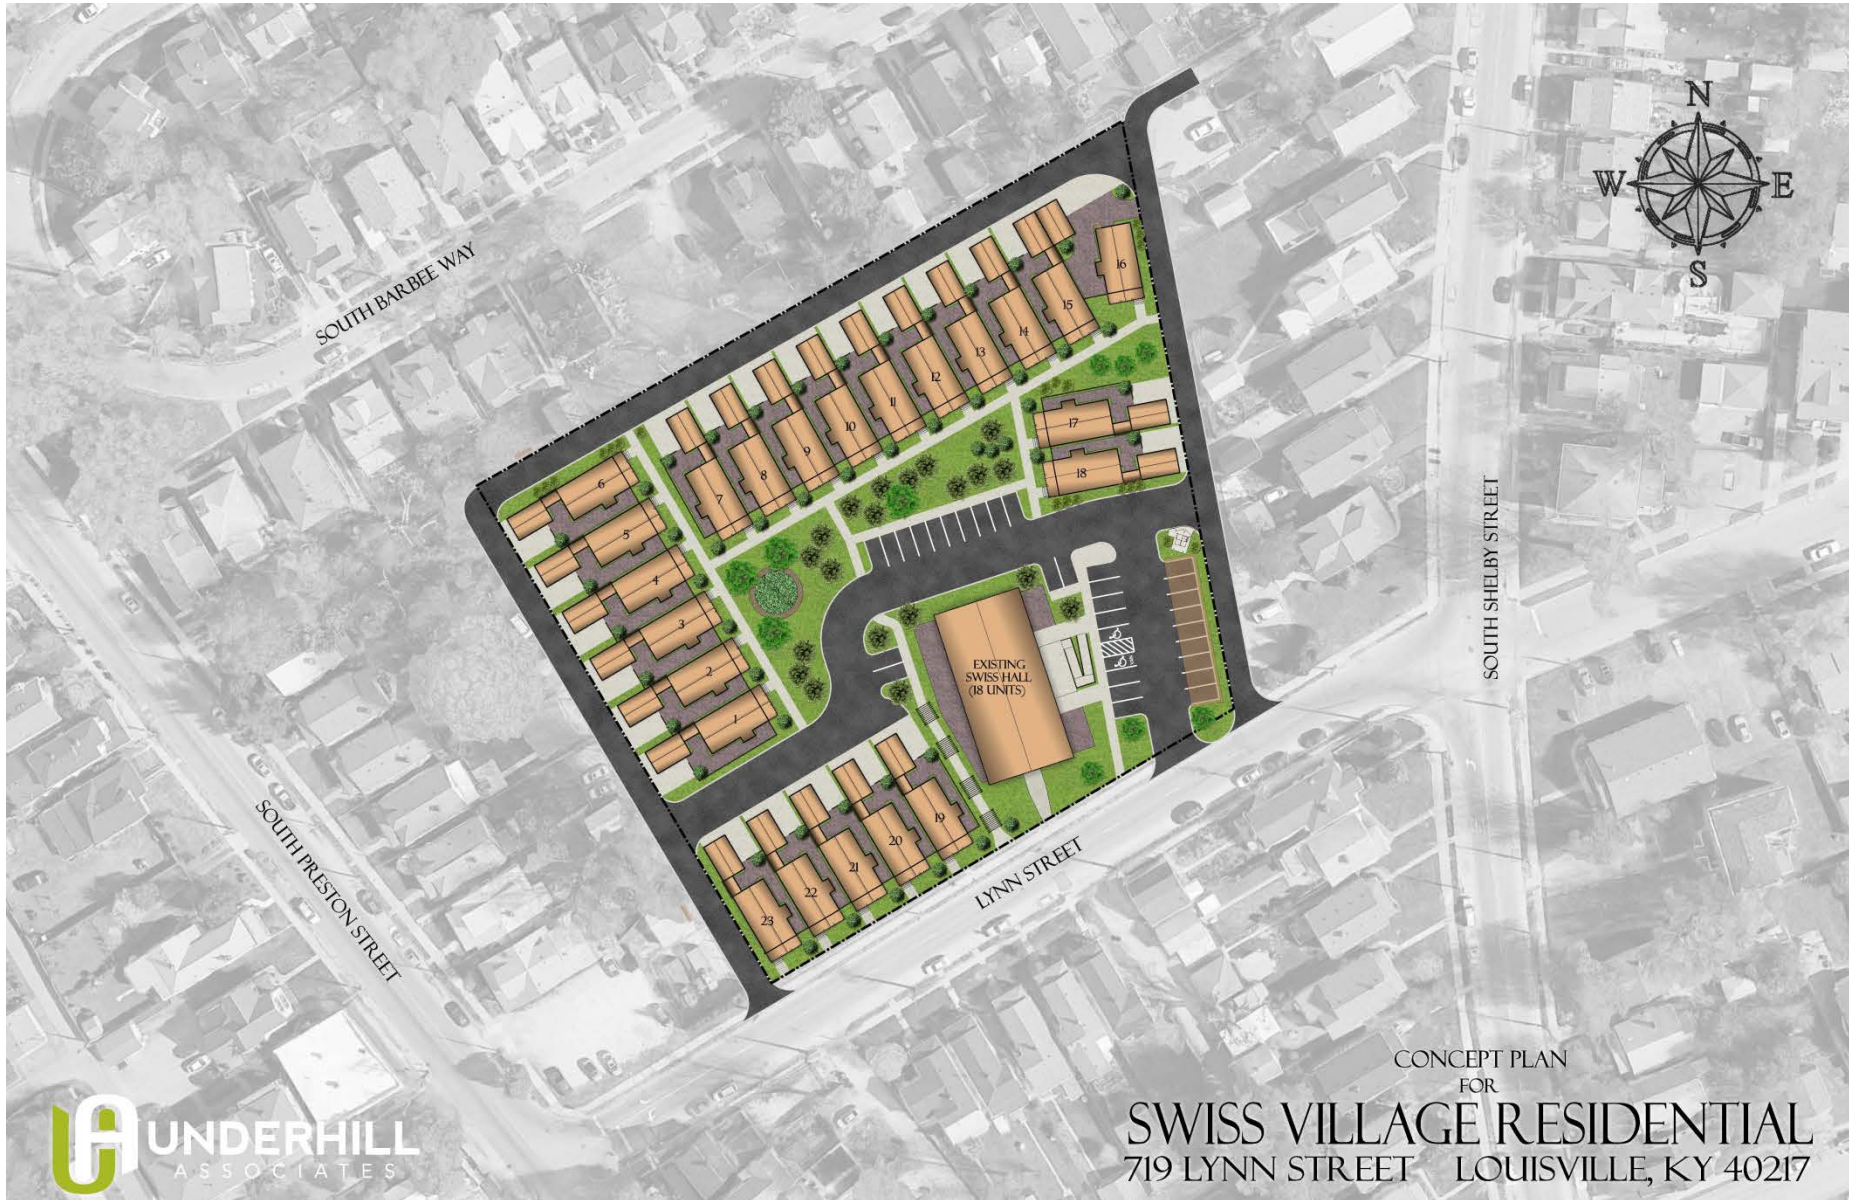 N
W E
S
SOUTH BARBEE WAY
SOUTH PRESTON STREET
SOUTH SHELBY STREET
LYNN STREET
16
15
14
13
12
11
10
9
8
7
6
5
4
3
2
1
17
18
EXISTING
SWISS HALL
(18 UNITS)
19
20
21
22
23
CONCEPT PLAN
FOR
SWISS VILLAGE RESIDENTIAL
719 LYNN STREET LOUISVILLE, KY 40217
UA UNDERHILL
ASSOCIATES